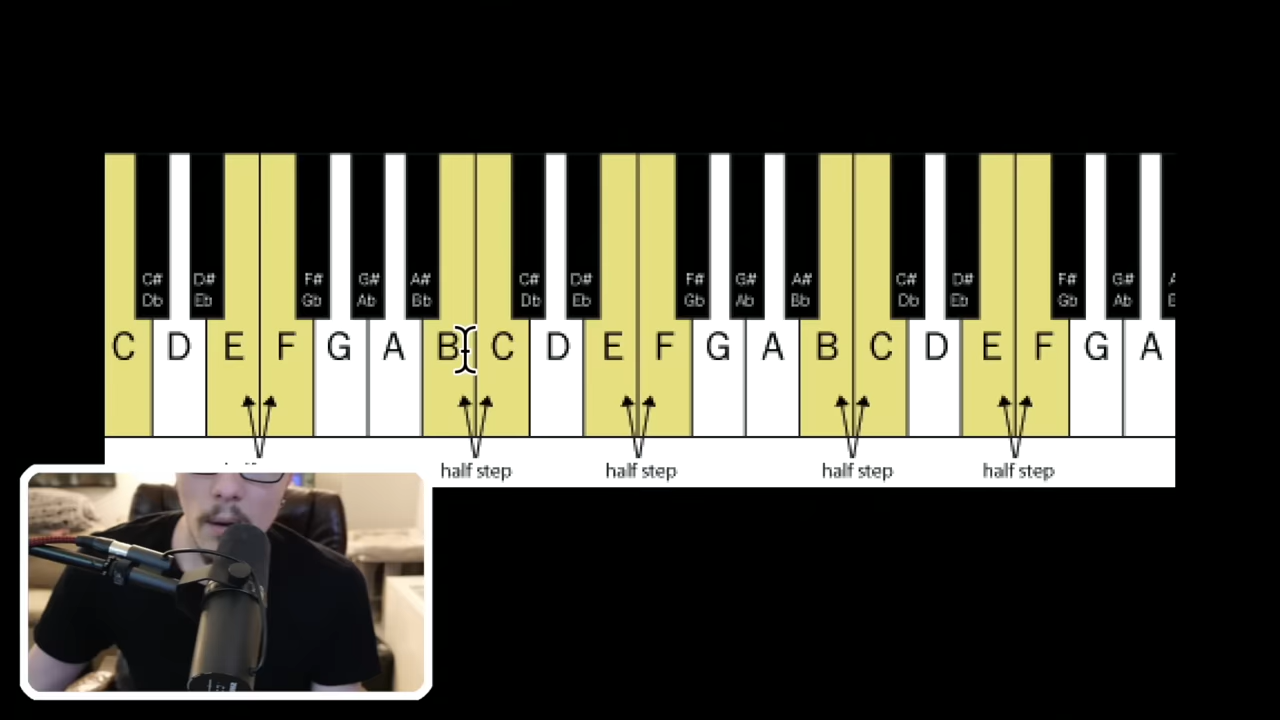 C# D# F# G# A# C# D# F# G# A# C# D# F# G#
Db Eb Gb Ab Bb Db Eb Gb Ab Bb Db Eb Gb Ab
C D E F G A B C D E F G A B C D E F G A
half step half step half step half step